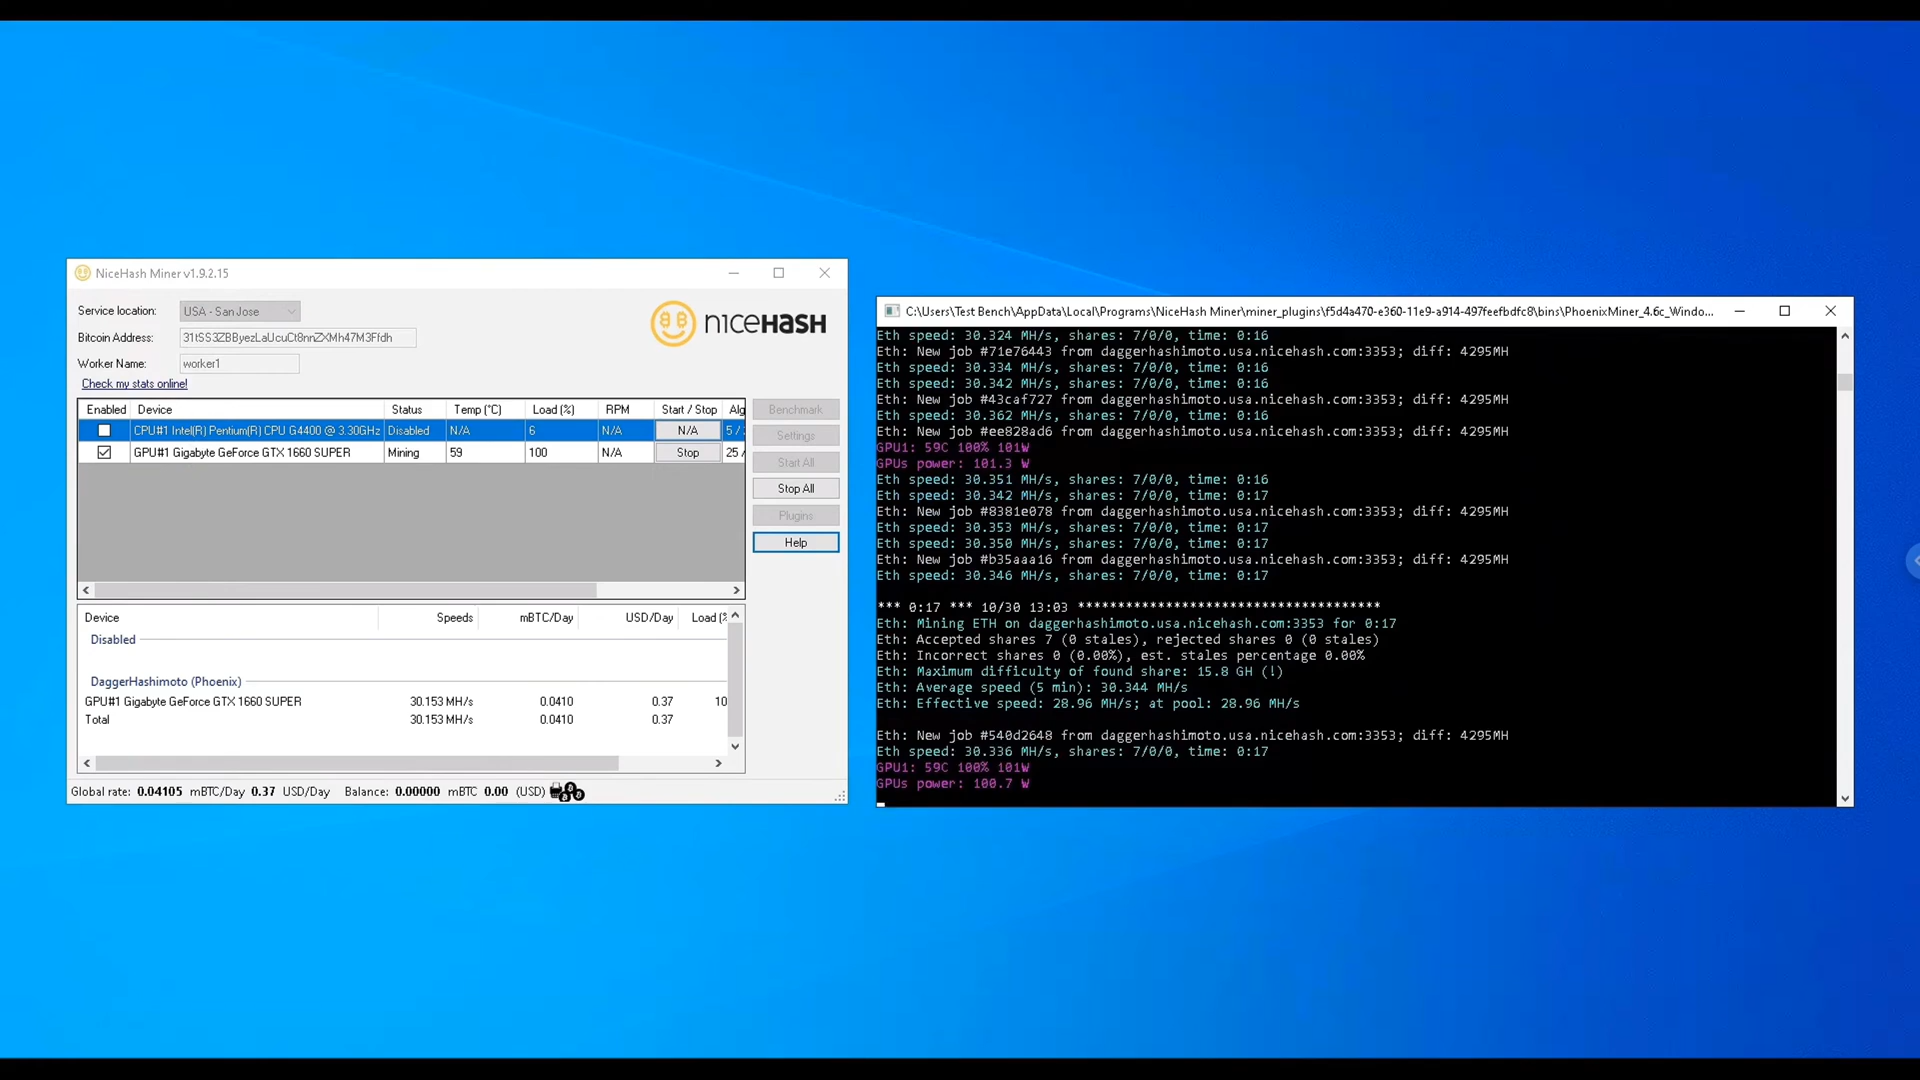 NiceHash Miner v1.9.2.15
Service location: USA - San Jose
Bitcoin Address: 31tSS3ZBByezLaUcuCt8nnZXMh47M3Ffdh
Worker Name: worker1
Check my stats online!
NICEHASH
Enabled Device Status Temp (°C) Load (%) RPM Start / Stop Alg
CPU#1 Intel(R) Pentium(R) CPU G4400 @ 3.30GHz Disabled N/A 6 N/A N/A 5 /
GPU#1 Gigabyte GeForce GTX 1660 SUPER Mining 59 100 N/A Stop 25 /
Benchmark
Settings
Start All
Stop All
Plugins
Help
Device Speeds mBTC/Day USD/Day Load (%
Disabled
DaggerHashimoto (Phoenix)
GPU#1 Gigabyte GeForce GTX 1660 SUPER 30.153 MH/s 0.0410 0.37 10
Total 30.153 MH/s 0.0410 0.37
Global rate: 0.04105 mBTC/Day 0.37 USD/Day Balance: 0.00000 mBTC 0.00 (USD)
C:\Users\Test Bench\AppData\Local\Programs\NiceHash Miner\miner_plugins\f5d4a470-e360-11e9-a914-497feefbdfc8\bins\PhoenixMiner_4.6c_Windo...
Eth speed: 30.324 MH/s, shares: 7/0/0, time: 0:16
Eth: New job #71e76443 from daggerhashimoto.usa.nicehash.com:3353; diff: 4295MH
Eth speed: 30.334 MH/s, shares: 7/0/0, time: 0:16
Eth speed: 30.342 MH/s, shares: 7/0/0, time: 0:16
Eth: New job #43caf727 from daggerhashimoto.usa.nicehash.com:3353; diff: 4295MH
Eth speed: 30.362 MH/s, shares: 7/0/0, time: 0:16
Eth: New job #ee828ad6 from daggerhashimoto.usa.nicehash.com:3353; diff: 4295MH
GPU1: 59C 100% 101W
GPUs power: 101.3 W
Eth speed: 30.351 MH/s, shares: 7/0/0, time: 0:16
Eth speed: 30.342 MH/s, shares: 7/0/0, time: 0:17
Eth: New job #8381e078 from daggerhashimoto.usa.nicehash.com:3353; diff: 4295MH
Eth speed: 30.353 MH/s, shares: 7/0/0, time: 0:17
Eth speed: 30.350 MH/s, shares: 7/0/0, time: 0:17
Eth: New job #b35aaa16 from daggerhashimoto.usa.nicehash.com:3353; diff: 4295MH
Eth speed: 30.346 MH/s, shares: 7/0/0, time: 0:17
*** 0:17 *** 10/30 13:03 **************************************
Eth: Mining ETH on daggerhashimoto.usa.nicehash.com:3353 for 0:17
Eth: Accepted shares 7 (0 stales), rejected shares 0 (0 stales)
Eth: Incorrect shares 0 (0.00%), est. stales percentage 0.00%
Eth: Maximum difficulty of found share: 15.8 GH (!)
Eth: Average speed (5 min): 30.344 MH/s
Eth: Effective speed: 28.96 MH/s; at pool: 28.96 MH/s
Eth: New job #540d2648 from daggerhashimoto.usa.nicehash.com:3353; diff: 4295MH
Eth speed: 30.336 MH/s, shares: 7/0/0, time: 0:17
GPU1: 59C 100% 101W
GPUs power: 100.7 W